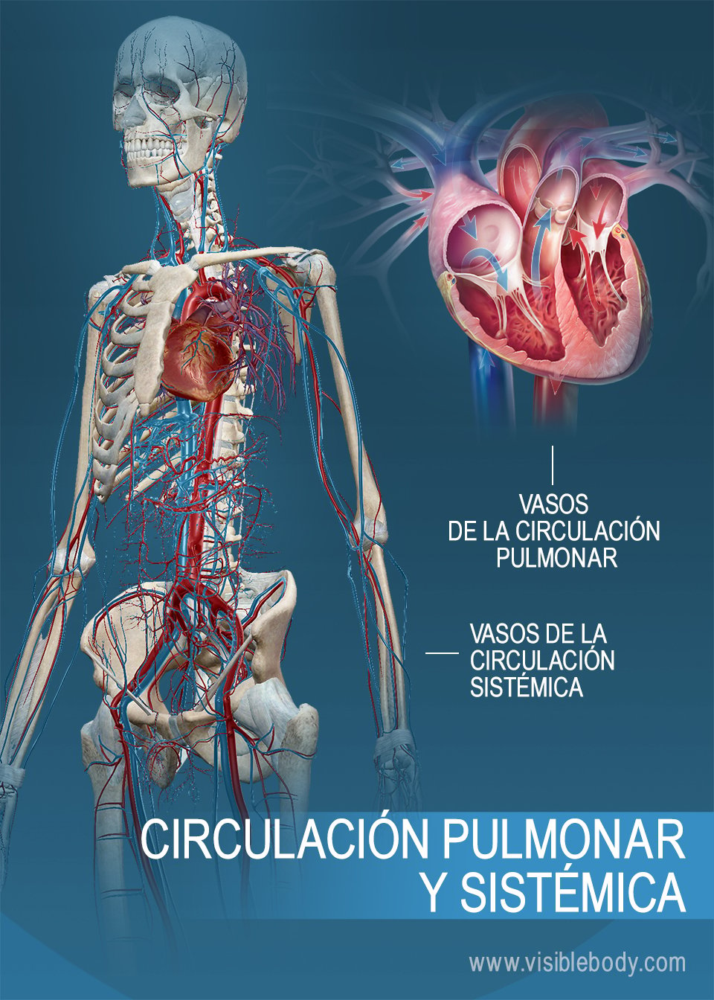 VASOS
DE LA CIRCULACIÓN
PULMONAR
VASOS DE LA
CIRCULACIÓN
SISTÉMICA
CIRCULACIÓN PULMONAR
Y SISTÉMICA
www.visiblebody.com